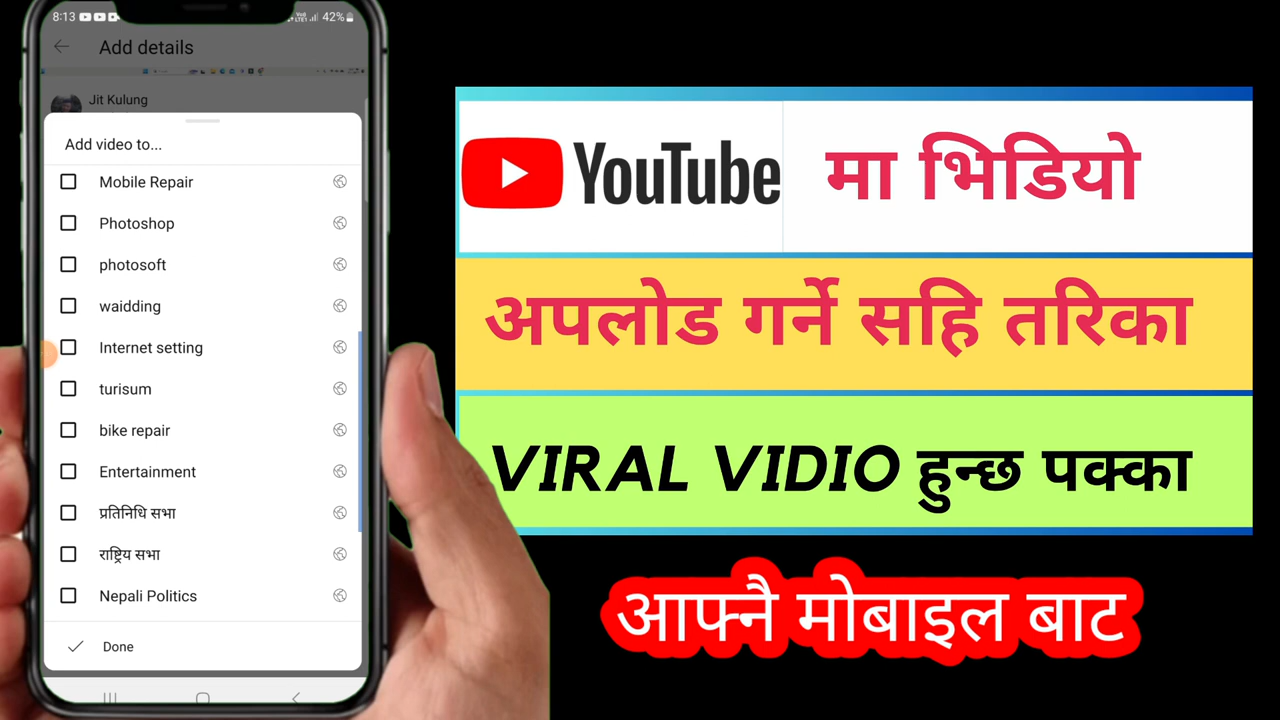 8:13
42%
Add details
Jit Kulung
Add video to...
Mobile Repair
Photoshop
photosoft
waidding
Internet setting
turisum
bike repair
Entertainment
प्रतिनिधि सभा
राष्ट्रिय सभा
Nepali Politics
Done
YouTube मा भिडियो
अपलोड गर्ने सहि तरिका
VIRAL VIDIO हुन्छ पक्का
आफ्नै मोबाइल बाट